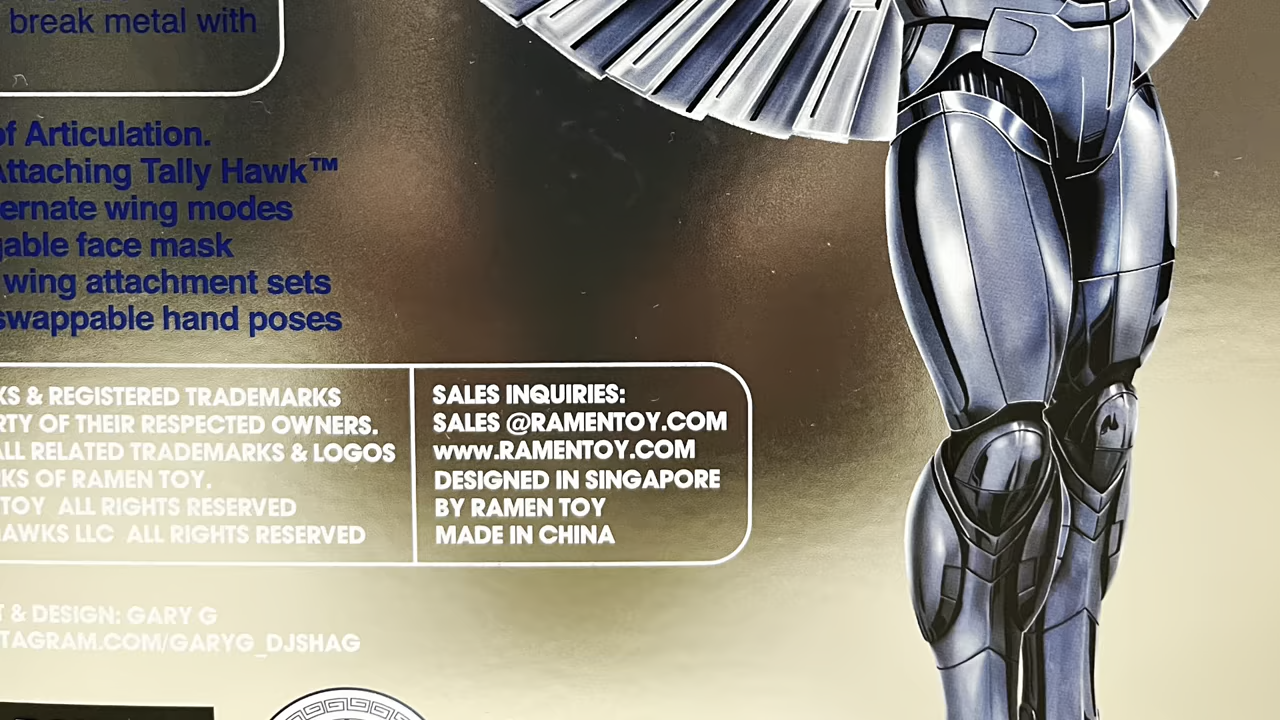 break metal with
of Articulation.
Attaching Tally Hawk™
ernate wing modes
gable face mask
wing attachment sets
swappable hand poses
KS & REGISTERED TRADEMARKS
RTY OF THEIR RESPECTED OWNERS.
ALL RELATED TRADEMARKS & LOGOS
KS OF RAMEN TOY.
TOY ALL RIGHTS RESERVED
HAWKS LLC ALL RIGHTS RESERVED
SALES INQUIRIES:
SALES @RAMENTOY.COM
www.RAMENTOY.COM
DESIGNED IN SINGAPORE
BY RAMEN TOY
MADE IN CHINA
T & DESIGN: GARY G
TAGRAM.COM/GARYG_DJSHAG